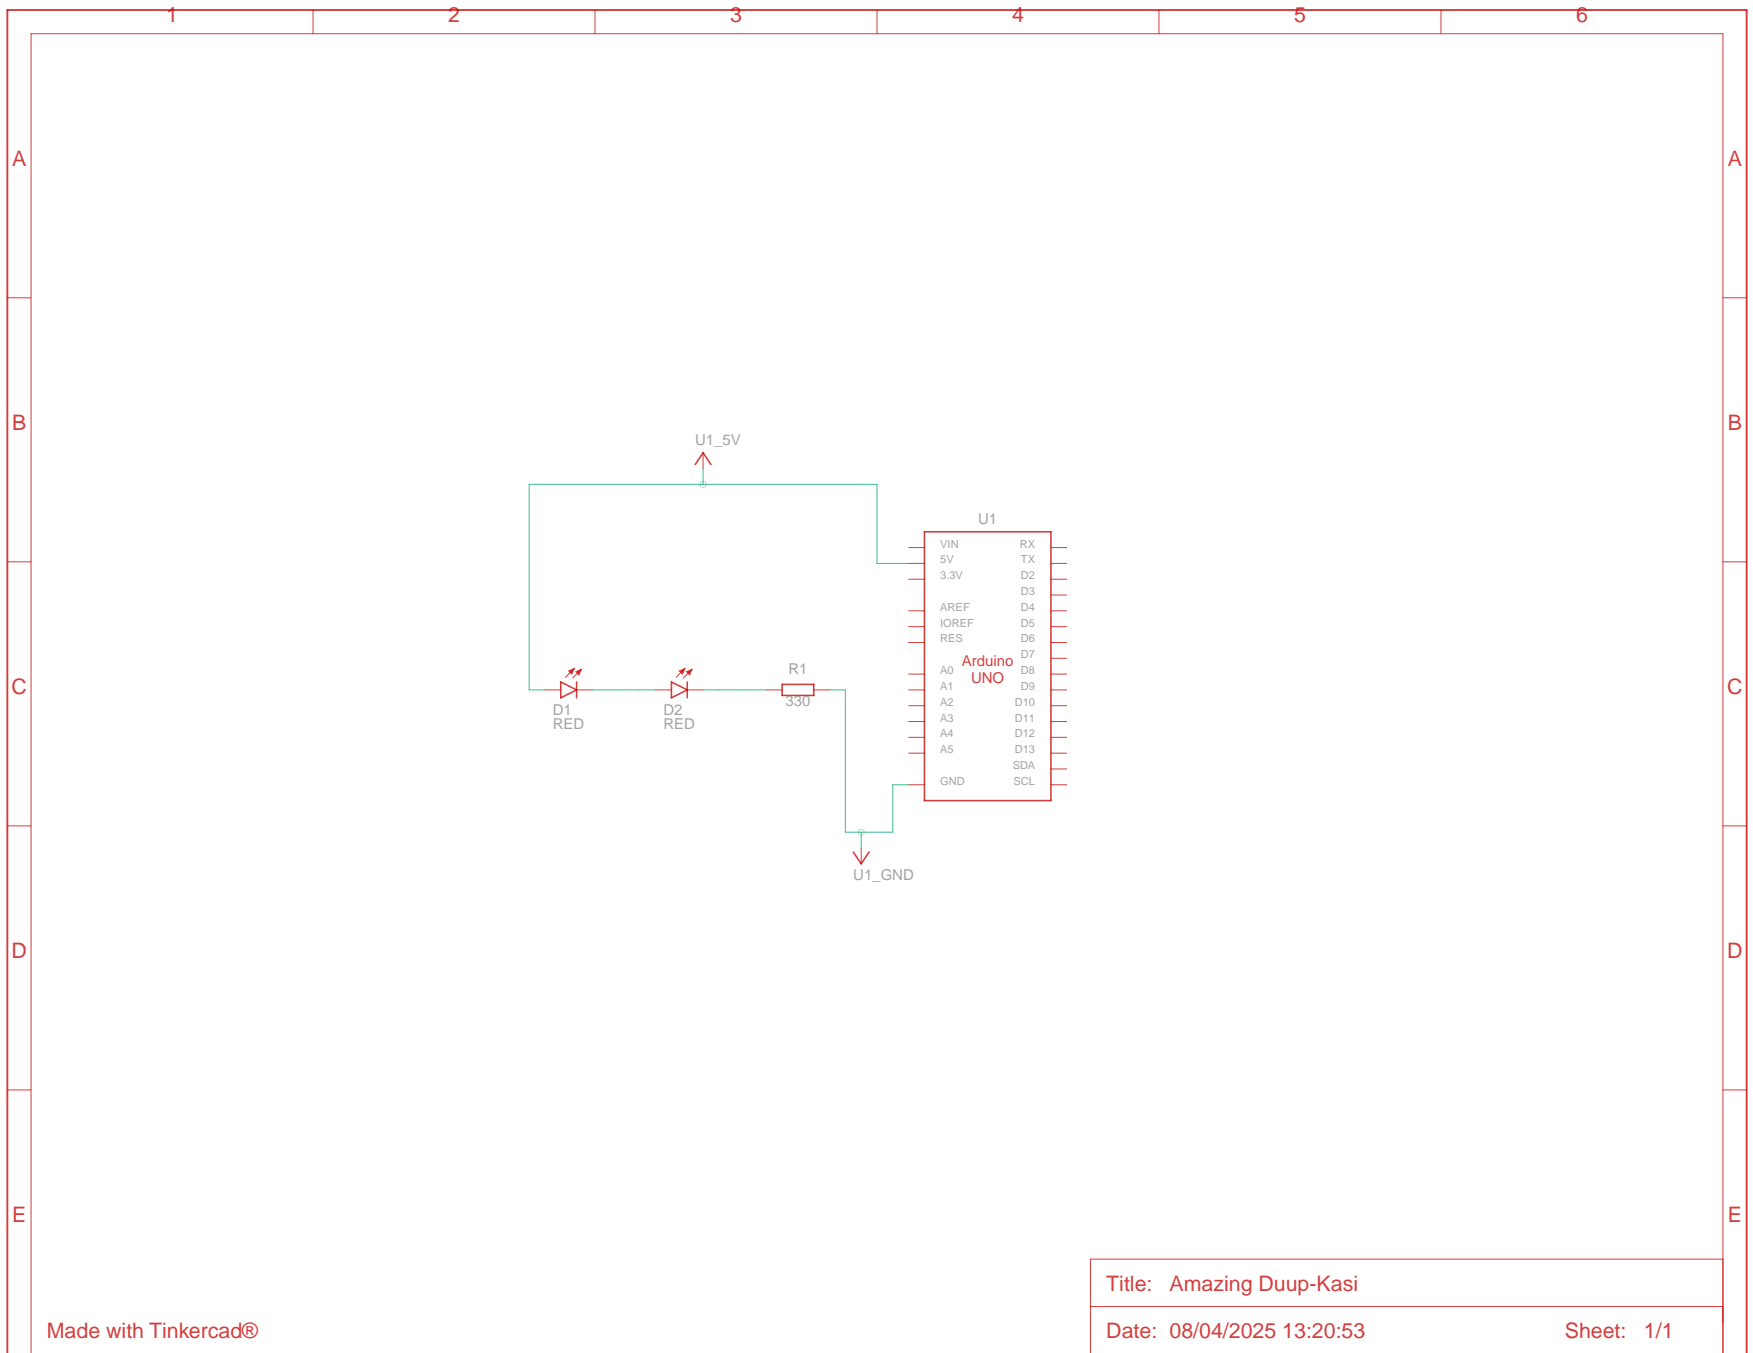 1 2 3 4 5 6
A A
B B
U1_5V
U1
VIN RX
5V TX
3.3V D2
D3
AREF D4
IOREF D5
RES D6
D7
Arduino
UNO
A0 D8
A1 D9
A2 D10
A3 D11
A4 D12
A5 D13
SDA
GND SCL
C C
R1
330
D1
RED
D2
RED
U1_GND
D D
E E
Title: Amazing Duup-Kasi
Made with Tinkercad®
Date: 08/04/2025 13:20:53 Sheet: 1/1